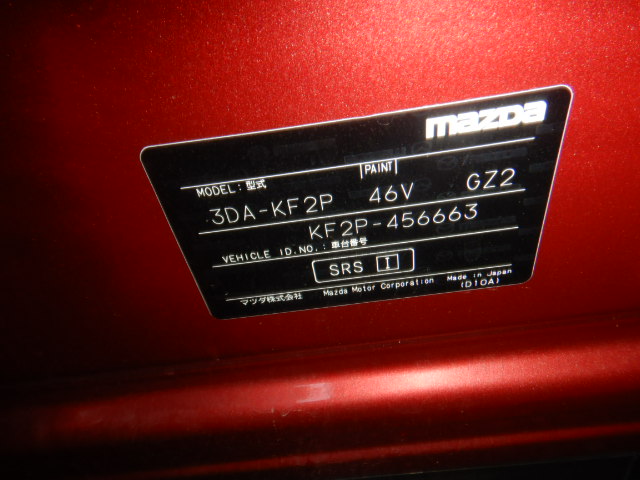 mazda
PAINT
MODEL: 型式
3DA-KF2P 46V GZ2
KF2P-456663
VEHICLE ID.NO.: 車台番号
SRS I
マツダ株式会社 Mazda Motor Corporation Made in Japan
(D10A)